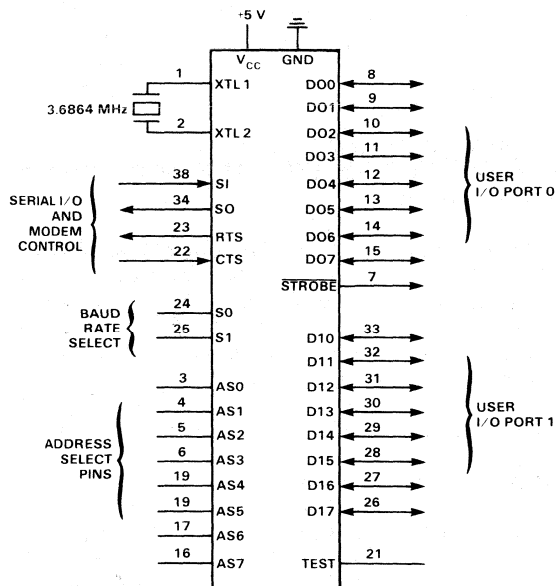 +5 V
VCC GND
1 XTL1
3.6864 MHz
2 XTL2
38 SI
34 SO
23 RTS
22 CTS
SERIAL I/O
AND
MODEM
CONTROL
24 S0
25 S1
BAUD
RATE
SELECT
3 AS0
4 AS1
5 AS2
6 AS3
19 AS4
19 AS5
17 AS6
16 AS7
ADDRESS
SELECT
PINS
DO0 8
DO1 9
DO2 10
DO3 11
DO4 12
DO5 13
DO6 14
DO7 15
STROBE 7
USER
I/O PORT 0
D10 33
D11 32
D12 31
D13 30
D14 29
D15 28
D16 27
D17 26
USER
I/O PORT 1
TEST 21